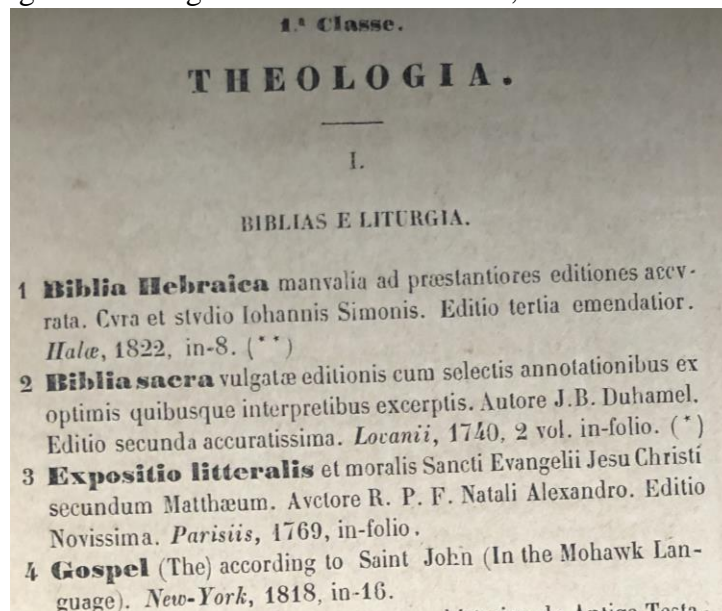 1.ª Classe.
THEOLOGIA.
I.
BIBLIAS E LITURGIA.
1 Biblia Hebraica manvalia ad præstantiores editiones accv-
rata. Cvra et stvdio Iohannis Simonis. Editio tertia emendatior.
Halæ, 1822, in-8. (**)
2 Biblia sacra vulgatæ editionis cum selectis annotationibus ex
optimis quibusque interpretibus excerptis. Autore J.B. Duhamel.
Editio secunda accuratissima. Lovanii, 1740, 2 vol. in-folio. (*)
3 Expositio litteralis et moralis Sancti Evangelii Jesu Christi
secundum Matthæum. Avctore R. P. F. Natali Alexandro. Editio
Novissima. Parisiis, 1769, in-folio.
4 Gospel (The) according to Saint John (In the Mohawk Lan-
guage). New-York, 1818, in-16.